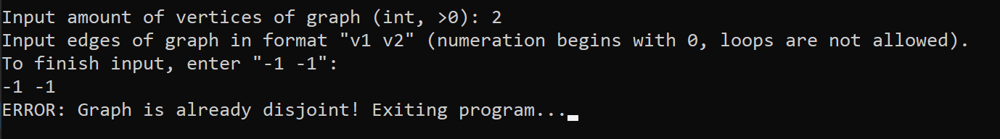 Input amount of vertices of graph (int, >0): 2
Input edges of graph in format "v1 v2" (numeration begins with 0, loops are not allowed).
To finish input, enter "-1 -1":
-1 -1
ERROR: Graph is already disjoint! Exiting program...